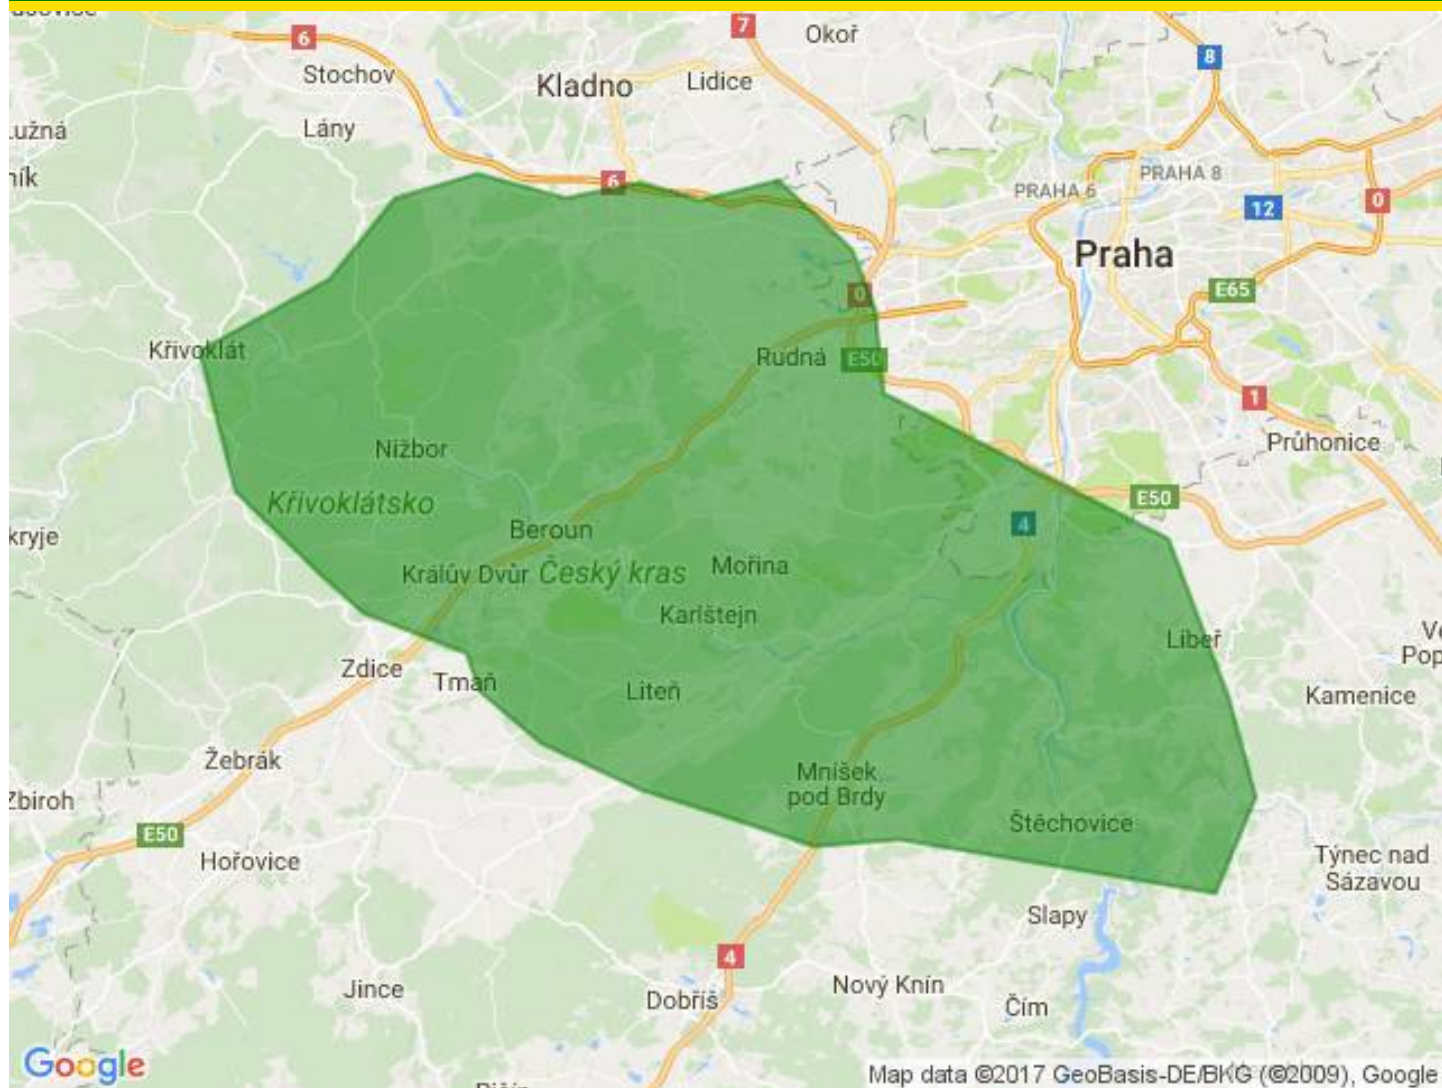 7
Okoř
6
8
Stochov
Kladno
Lidice
Lány
PRAHA 8
6
PRAHA 6
0
12
Praha
E65
0
Křivoklát
Rudná
E50
1
Průhonice
Nižbor
E50
Křivoklátsko
4
Beroun
Mořina
Králův Dvůr
Český kras
Karlštejn
Libeř
Zdice
Tmaň
Liteň
Kamenice
Žebrák
Mníšek
pod Brdy
Zbiroh
Štěchovice
E50
Hořovice
Týnec nad
Sázavou
Slapy
4
Jince
Nový Knín
Dobříš
Čím
Google
Map data ©2017 GeoBasis-DE/BKG (©2009), Google